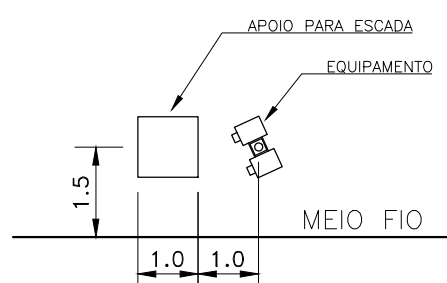 APOIO PARA ESCADA
EQUIPAMENTO
1.5
MEIO FIO
1.0 1.0